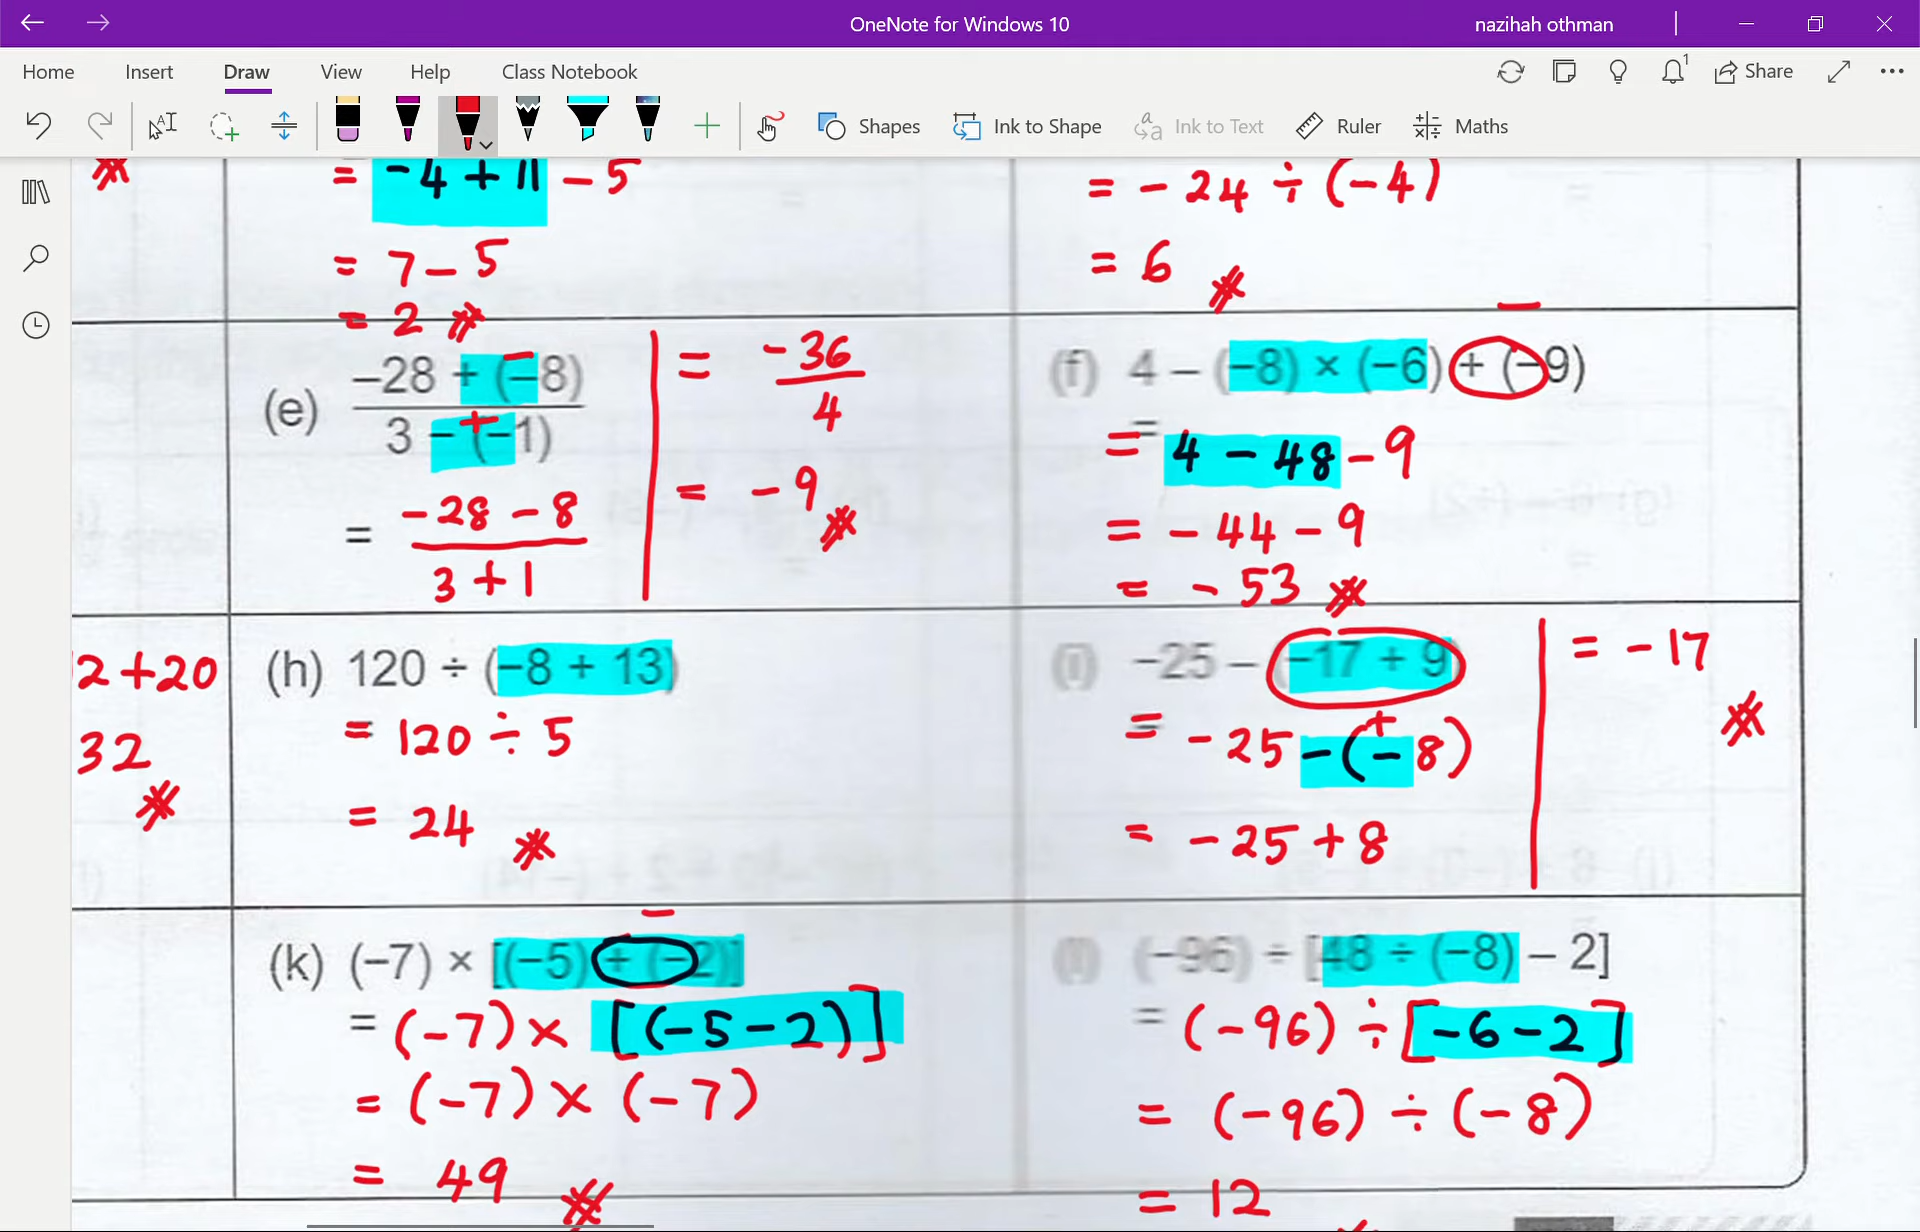 OneNote for Windows 10
nazihah othman
Home Insert Draw View Help Class Notebook
1 Share
Shapes Ink to Shape Ink to Text Ruler Maths
= -4 + 11 - 5
= 7 - 5
= 2
= -24 ÷ (-4)
= 6
(e) –28 + (–8)
3 – (–1)
–
+
= -28 - 8
3 + 1
= -36
4
= -9
(f) 4 – (–8) × (–6) + (–9)
–
= 4 - 48 - 9
= -44 - 9
= -53
2 + 20
32
(h) 120 ÷ (–8 + 13)
= 120 ÷ 5
= 24
(i) –25 – (–17 + 9)
= -25 -(-8)
+
= -25 + 8
= -17
(k) (–7) × [(–5) + (–2)]
–
= (-7) × [(-5 - 2)]
= (-7) × (-7)
= 49
(l) (–96) ÷ [48 ÷ (–8) – 2]
= (-96) ÷ [-6 - 2]
= (-96) ÷ (-8)
= 12